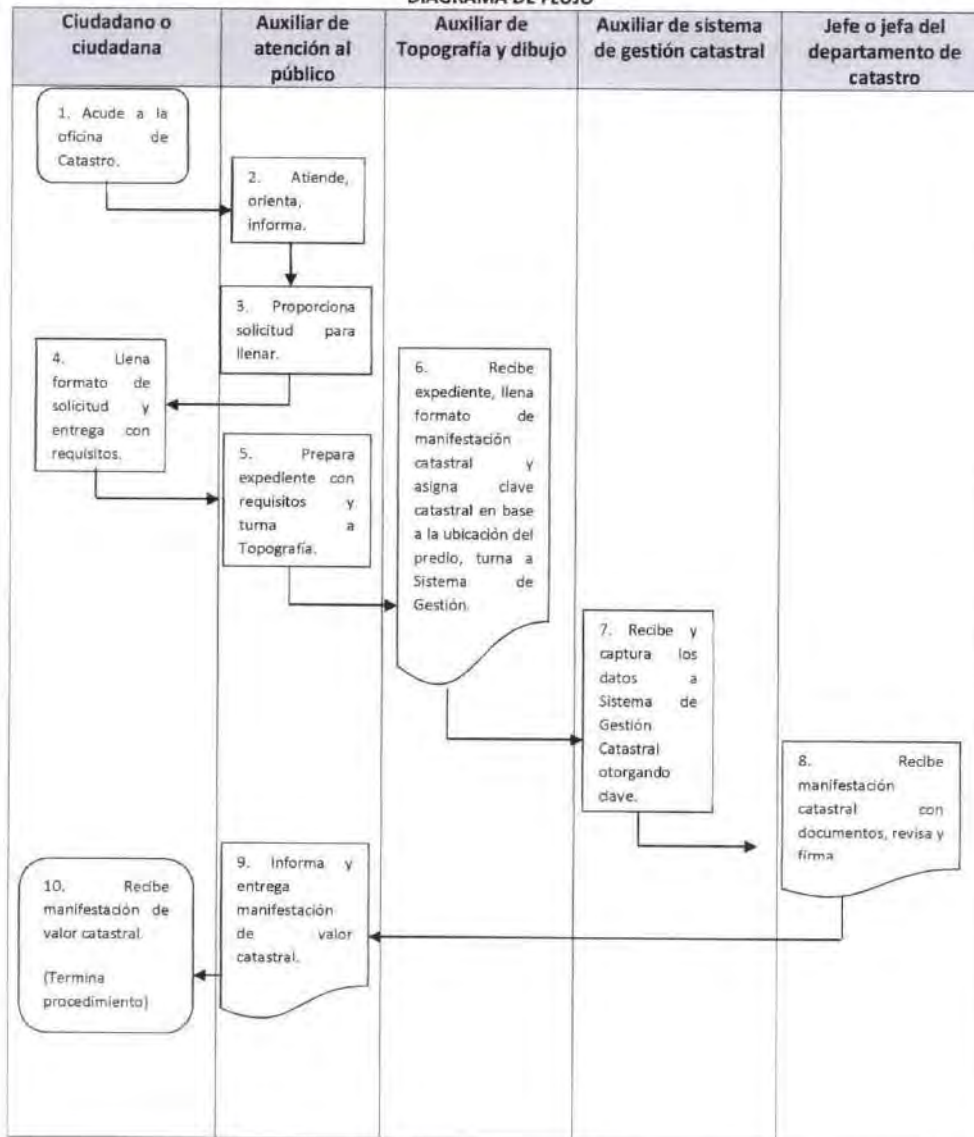 DIAGRAMA DE FLUJO
Ciudadano o
ciudadana
Auxiliar de
atención al
público
Auxiliar de
Topografía y dibujo
Auxiliar de sistema
de gestión catastral
Jefe o jefa del
departamento de
catastro
1. Acude a la
oficina de
Catastro.
2. Atiende,
orienta,
informa.
3. Proporciona
solicitud para
llenar.
4. Llena
formato de
solicitud y
entrega con
requisitos.
5. Prepara
expediente con
requisitos y
turna a
Topografía.
6. Recibe
expediente, llena
formato de
manifestación
catastral y
asigna clave
catastral en base
a la ubicación del
predio, turna a
Sistema de
Gestión.
7. Recibe y
captura los
datos a
Sistema de
Gestión
Catastral
otorgando
clave.
8. Recibe
manifestación
catastral con
documentos, revisa y
firma
9. Informa y
entrega
manifestación
de valor
catastral.
10. Recibe
manifestación de
valor catastral.
(Termina
procedimiento)